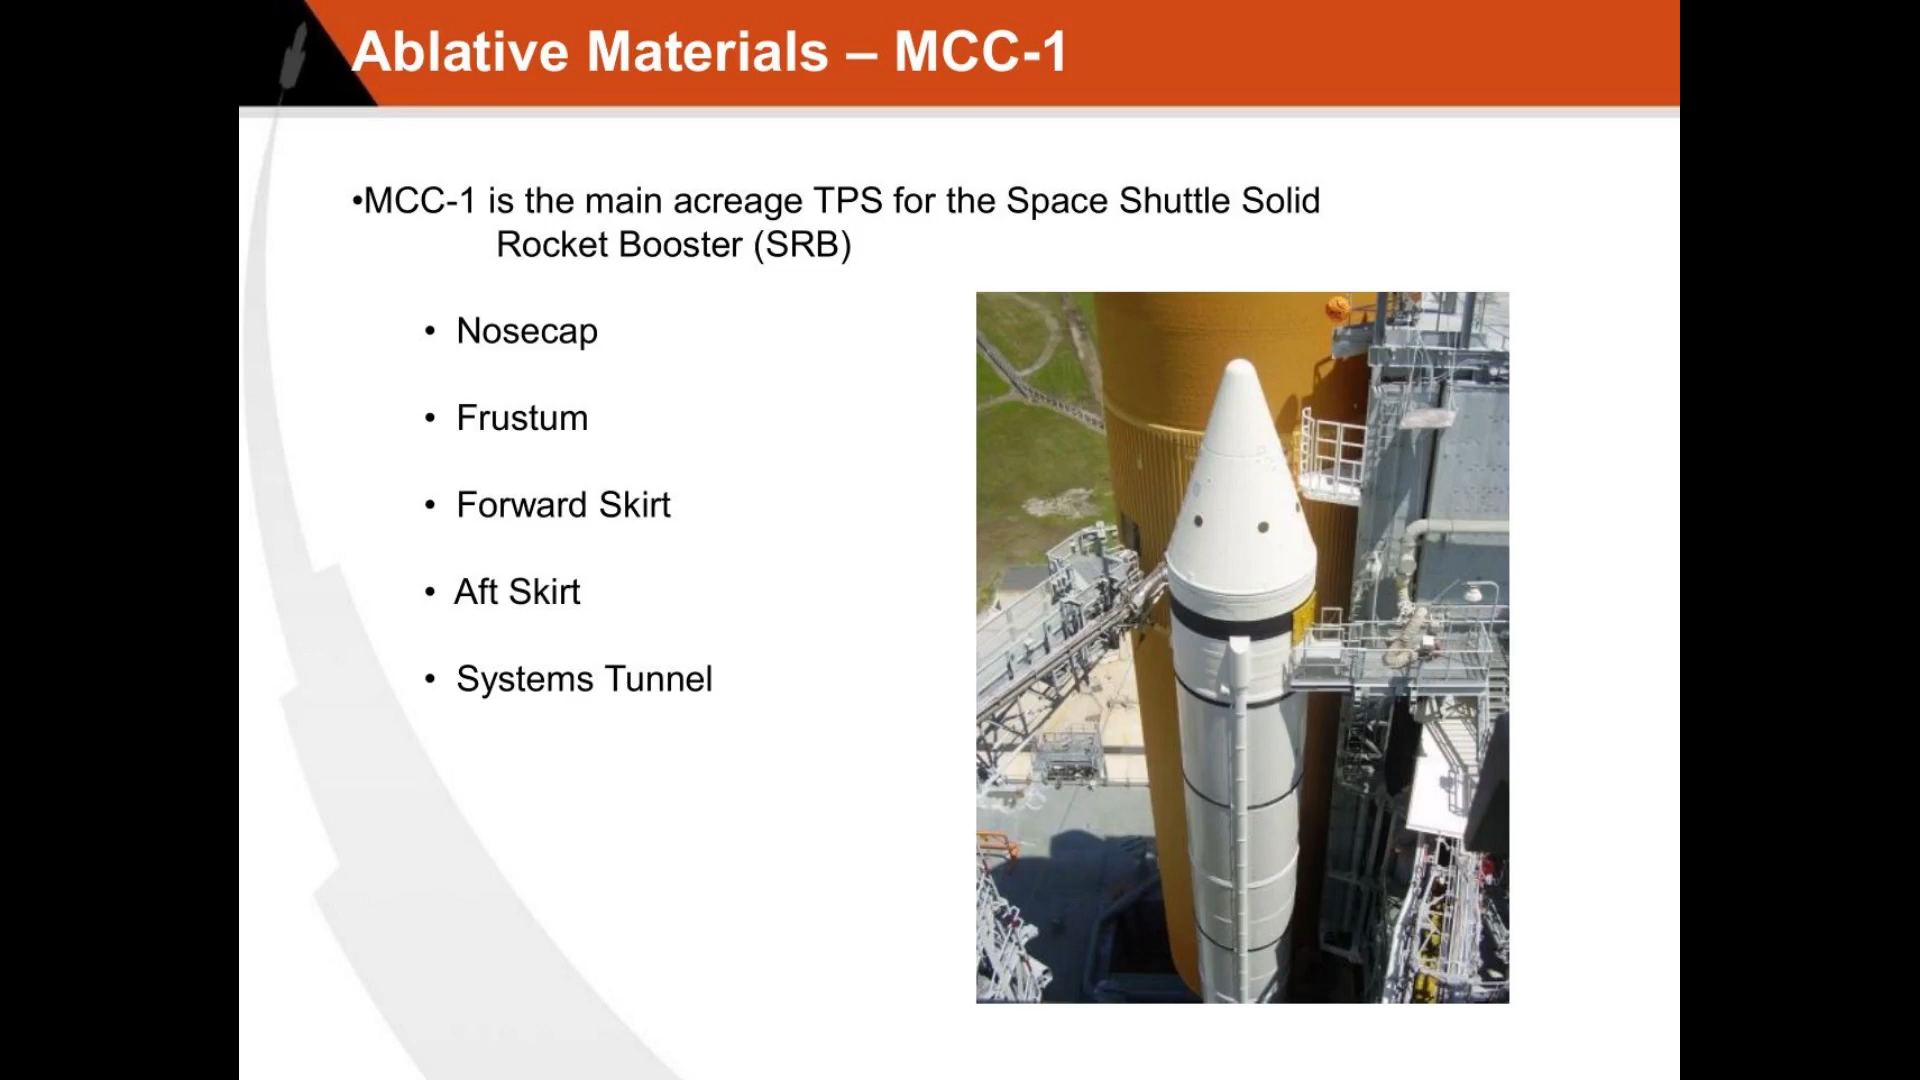 Ablative Materials – MCC-1
•MCC-1 is the main acreage TPS for the Space Shuttle Solid
Rocket Booster (SRB)
• Nosecap
• Frustum
• Forward Skirt
• Aft Skirt
• Systems Tunnel